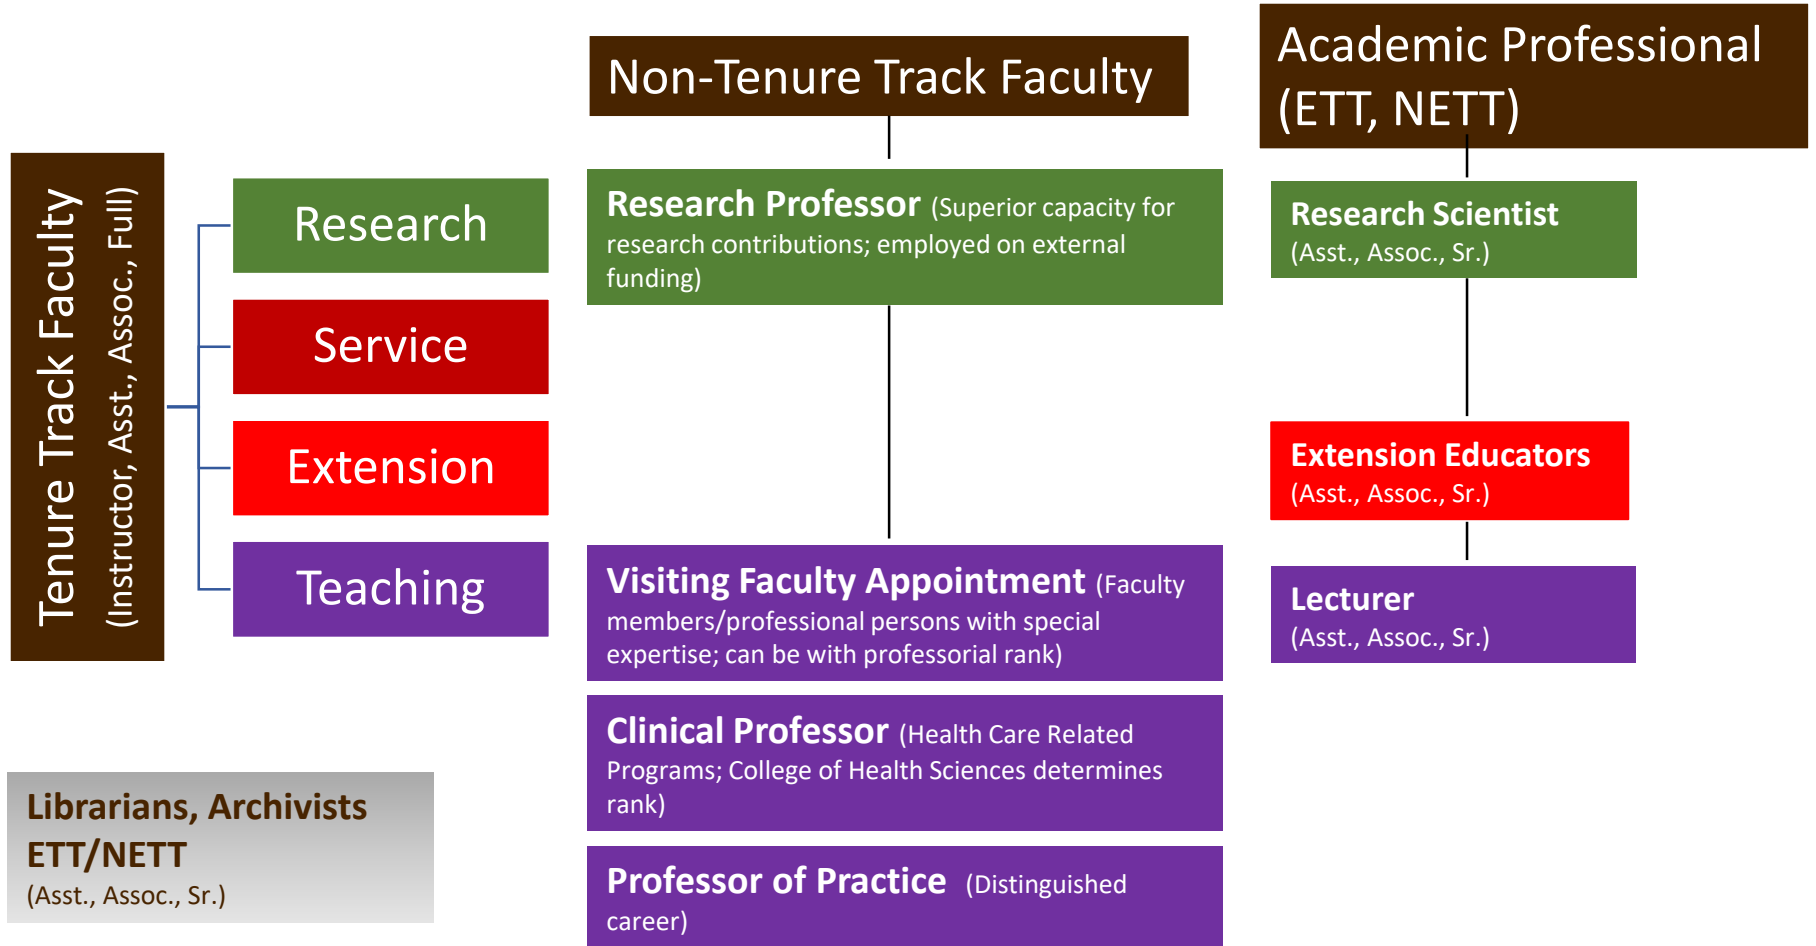 Tenure Track Faculty
(Instructor, Asst., Assoc., Full)
Research
Service
Extension
Teaching
Librarians, Archivists
ETT/NETT
(Asst., Assoc., Sr.)
Non-Tenure Track Faculty
Research Professor (Superior capacity for
research contributions; employed on external
funding)
Visiting Faculty Appointment (Faculty
members/professional persons with special
expertise; can be with professorial rank)
Clinical Professor (Health Care Related
Programs; College of Health Sciences determines
rank)
Professor of Practice (Distinguished
career)
Academic Professional
(ETT, NETT)
Research Scientist
(Asst., Assoc., Sr.)
Extension Educators
(Asst., Assoc., Sr.)
Lecturer
(Asst., Assoc., Sr.)